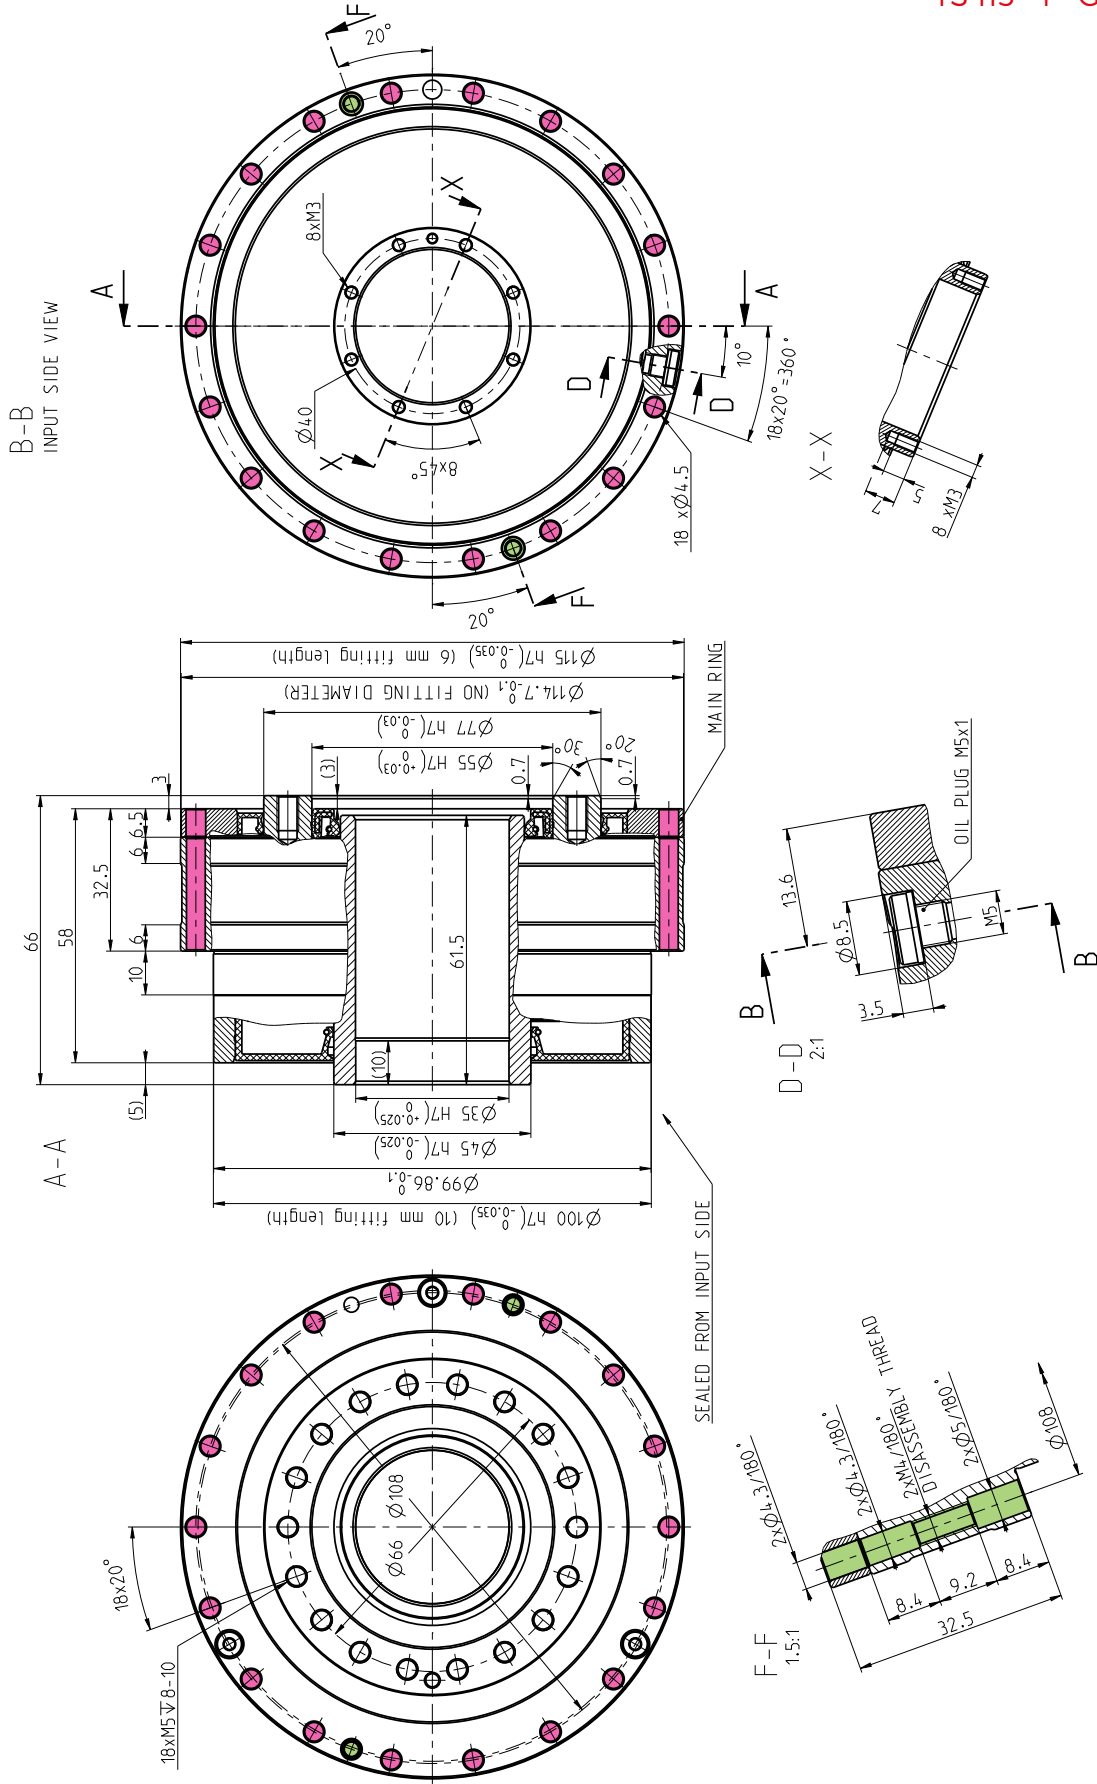 B-B
INPUT SIDE VIEW
F
20°
A
A
X
X
8xM3
Ø40
8x45°
D
D
10°
18x20°=360°
18 xØ4.5
F
20°
X-X
7
5
8 xM3
Ø115 h7(0/-0.035) (6 mm fitting length)
Ø114.7 0/-0.1 (NO FITTING DIAMETER)
Ø77 h7(0/-0.03)
Ø55 H7(+0.03/0)
(3)
0.7
30°
20°
0.7
MAIN RING
3
6.5
6
32.5
6
10
58
66
(5)
61.5
(10)
Ø35 H7(+0.025/0)
Ø45 h7(0/-0.025)
Ø99.86 0/-0.1
Ø100 h7(0/-0.035) (10 mm fitting length)
A-A
SEALED FROM INPUT SIDE
OIL PLUG M5x1
13.6
Ø8.5
M5
3.5
B
B
D-D
2:1
18x20°
18xM5↧8-10
Ø66
Ø108
F-F
1.5:1
2xØ4.3/180°
2xØ4.3/180°
2xM4/180°
DISASSEMBLY THREAD
2xØ5/180°
Ø108
8.4
9.2
8.4
32.5